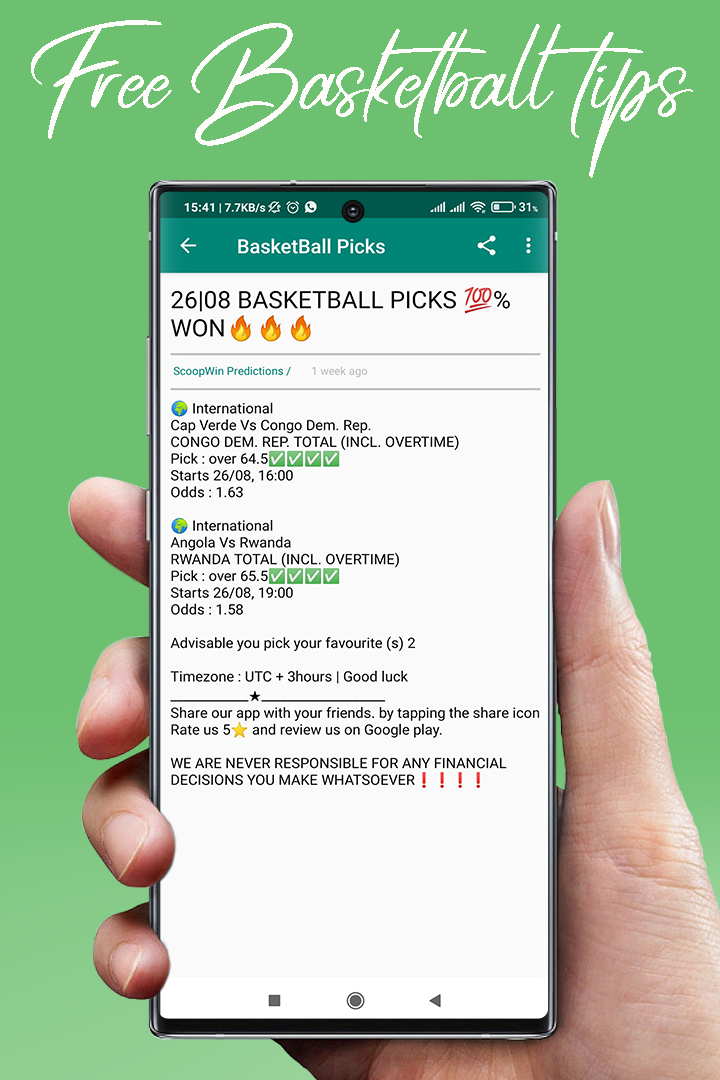 Free Basketball tips
15:41 | 7.7KB/s 31%
BasketBall Picks
26|08 BASKETBALL PICKS 💯%
WON🔥🔥🔥
ScoopWin Predictions / 1 week ago
🌍 International
Cap Verde Vs Congo Dem. Rep.
CONGO DEM. REP. TOTAL (INCL. OVERTIME)
Pick : over 64.5✅✅✅✅
Starts 26/08, 16:00
Odds : 1.63
🌍 International
Angola Vs Rwanda
RWANDA TOTAL (INCL. OVERTIME)
Pick : over 65.5✅✅✅✅
Starts 26/08, 19:00
Odds : 1.58
Advisable you pick your favourite (s) 2
Timezone : UTC + 3hours | Good luck
___________★__________________
Share our app with your friends. by tapping the share icon
Rate us 5⭐ and review us on Google play.
WE ARE NEVER RESPONSIBLE FOR ANY FINANCIAL
DECISIONS YOU MAKE WHATSOEVER❗❗❗❗